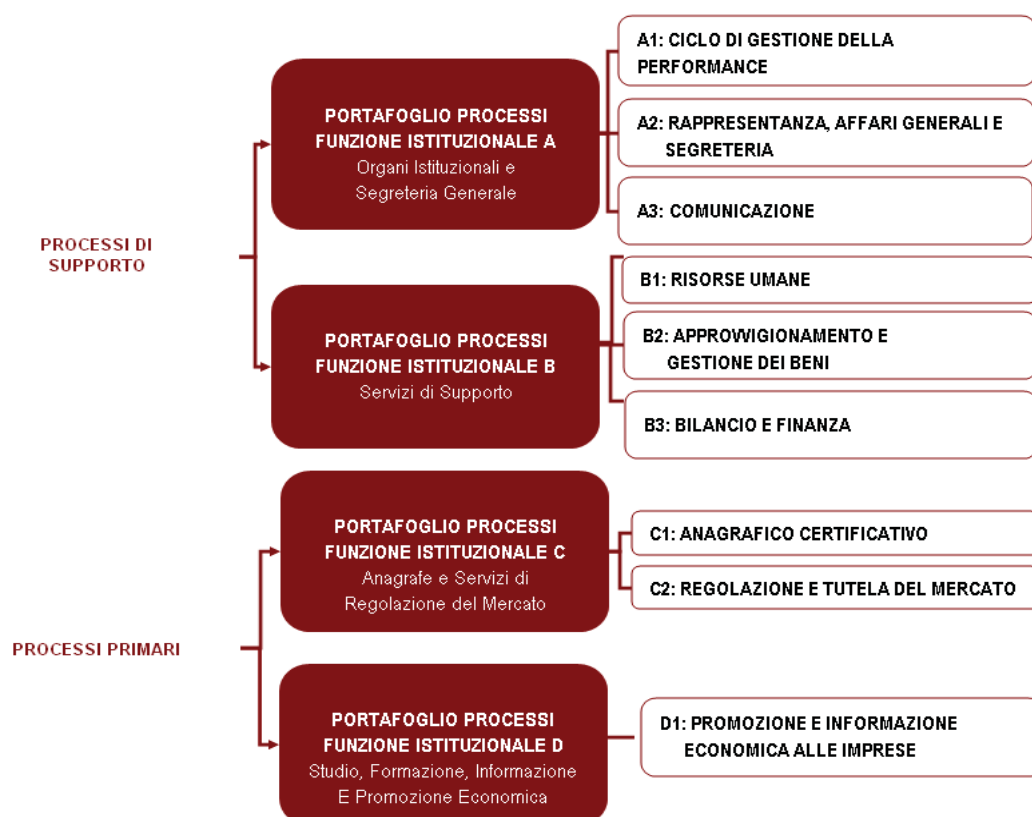 PROCESSI DI
SUPPORTO
PORTAFOGLIO PROCESSI
FUNZIONE ISTITUZIONALE A
Organi Istituzionali e
Segreteria Generale
A1: CICLO DI GESTIONE DELLA
PERFORMANCE
A2: RAPPRESENTANZA, AFFARI GENERALI E
SEGRETERIA
A3: COMUNICAZIONE
PORTAFOGLIO PROCESSI
FUNZIONE ISTITUZIONALE B
Servizi di Supporto
B1: RISORSE UMANE
B2: APPROVVIGIONAMENTO E
GESTIONE DEI BENI
B3: BILANCIO E FINANZA
PROCESSI PRIMARI
PORTAFOGLIO PROCESSI
FUNZIONE ISTITUZIONALE C
Anagrafe e Servizi di
Regolazione del Mercato
C1: ANAGRAFICO CERTIFICATIVO
C2: REGOLAZIONE E TUTELA DEL MERCATO
PORTAFOGLIO PROCESSI
FUNZIONE ISTITUZIONALE D
Studio, Formazione, Informazione
E Promozione Economica
D1: PROMOZIONE E INFORMAZIONE
ECONOMICA ALLE IMPRESE